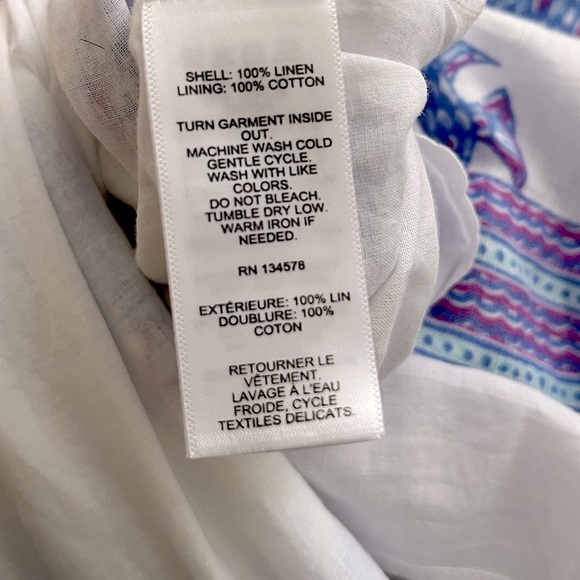 SHELL: 100% LINEN
LINING: 100% COTTON
TURN GARMENT INSIDE
OUT.
MACHINE WASH COLD
GENTLE CYCLE.
WASH WITH LIKE
COLORS.
DO NOT BLEACH.
TUMBLE DRY LOW.
WARM IRON IF
NEEDED.
RN 134578
EXTÉRIEURE: 100% LIN
DOUBLURE: 100%
COTON
RETOURNER LE
VÊTEMENT.
LAVAGE À L'EAU
FROIDE, CYCLE
TEXTILES DELICATS.